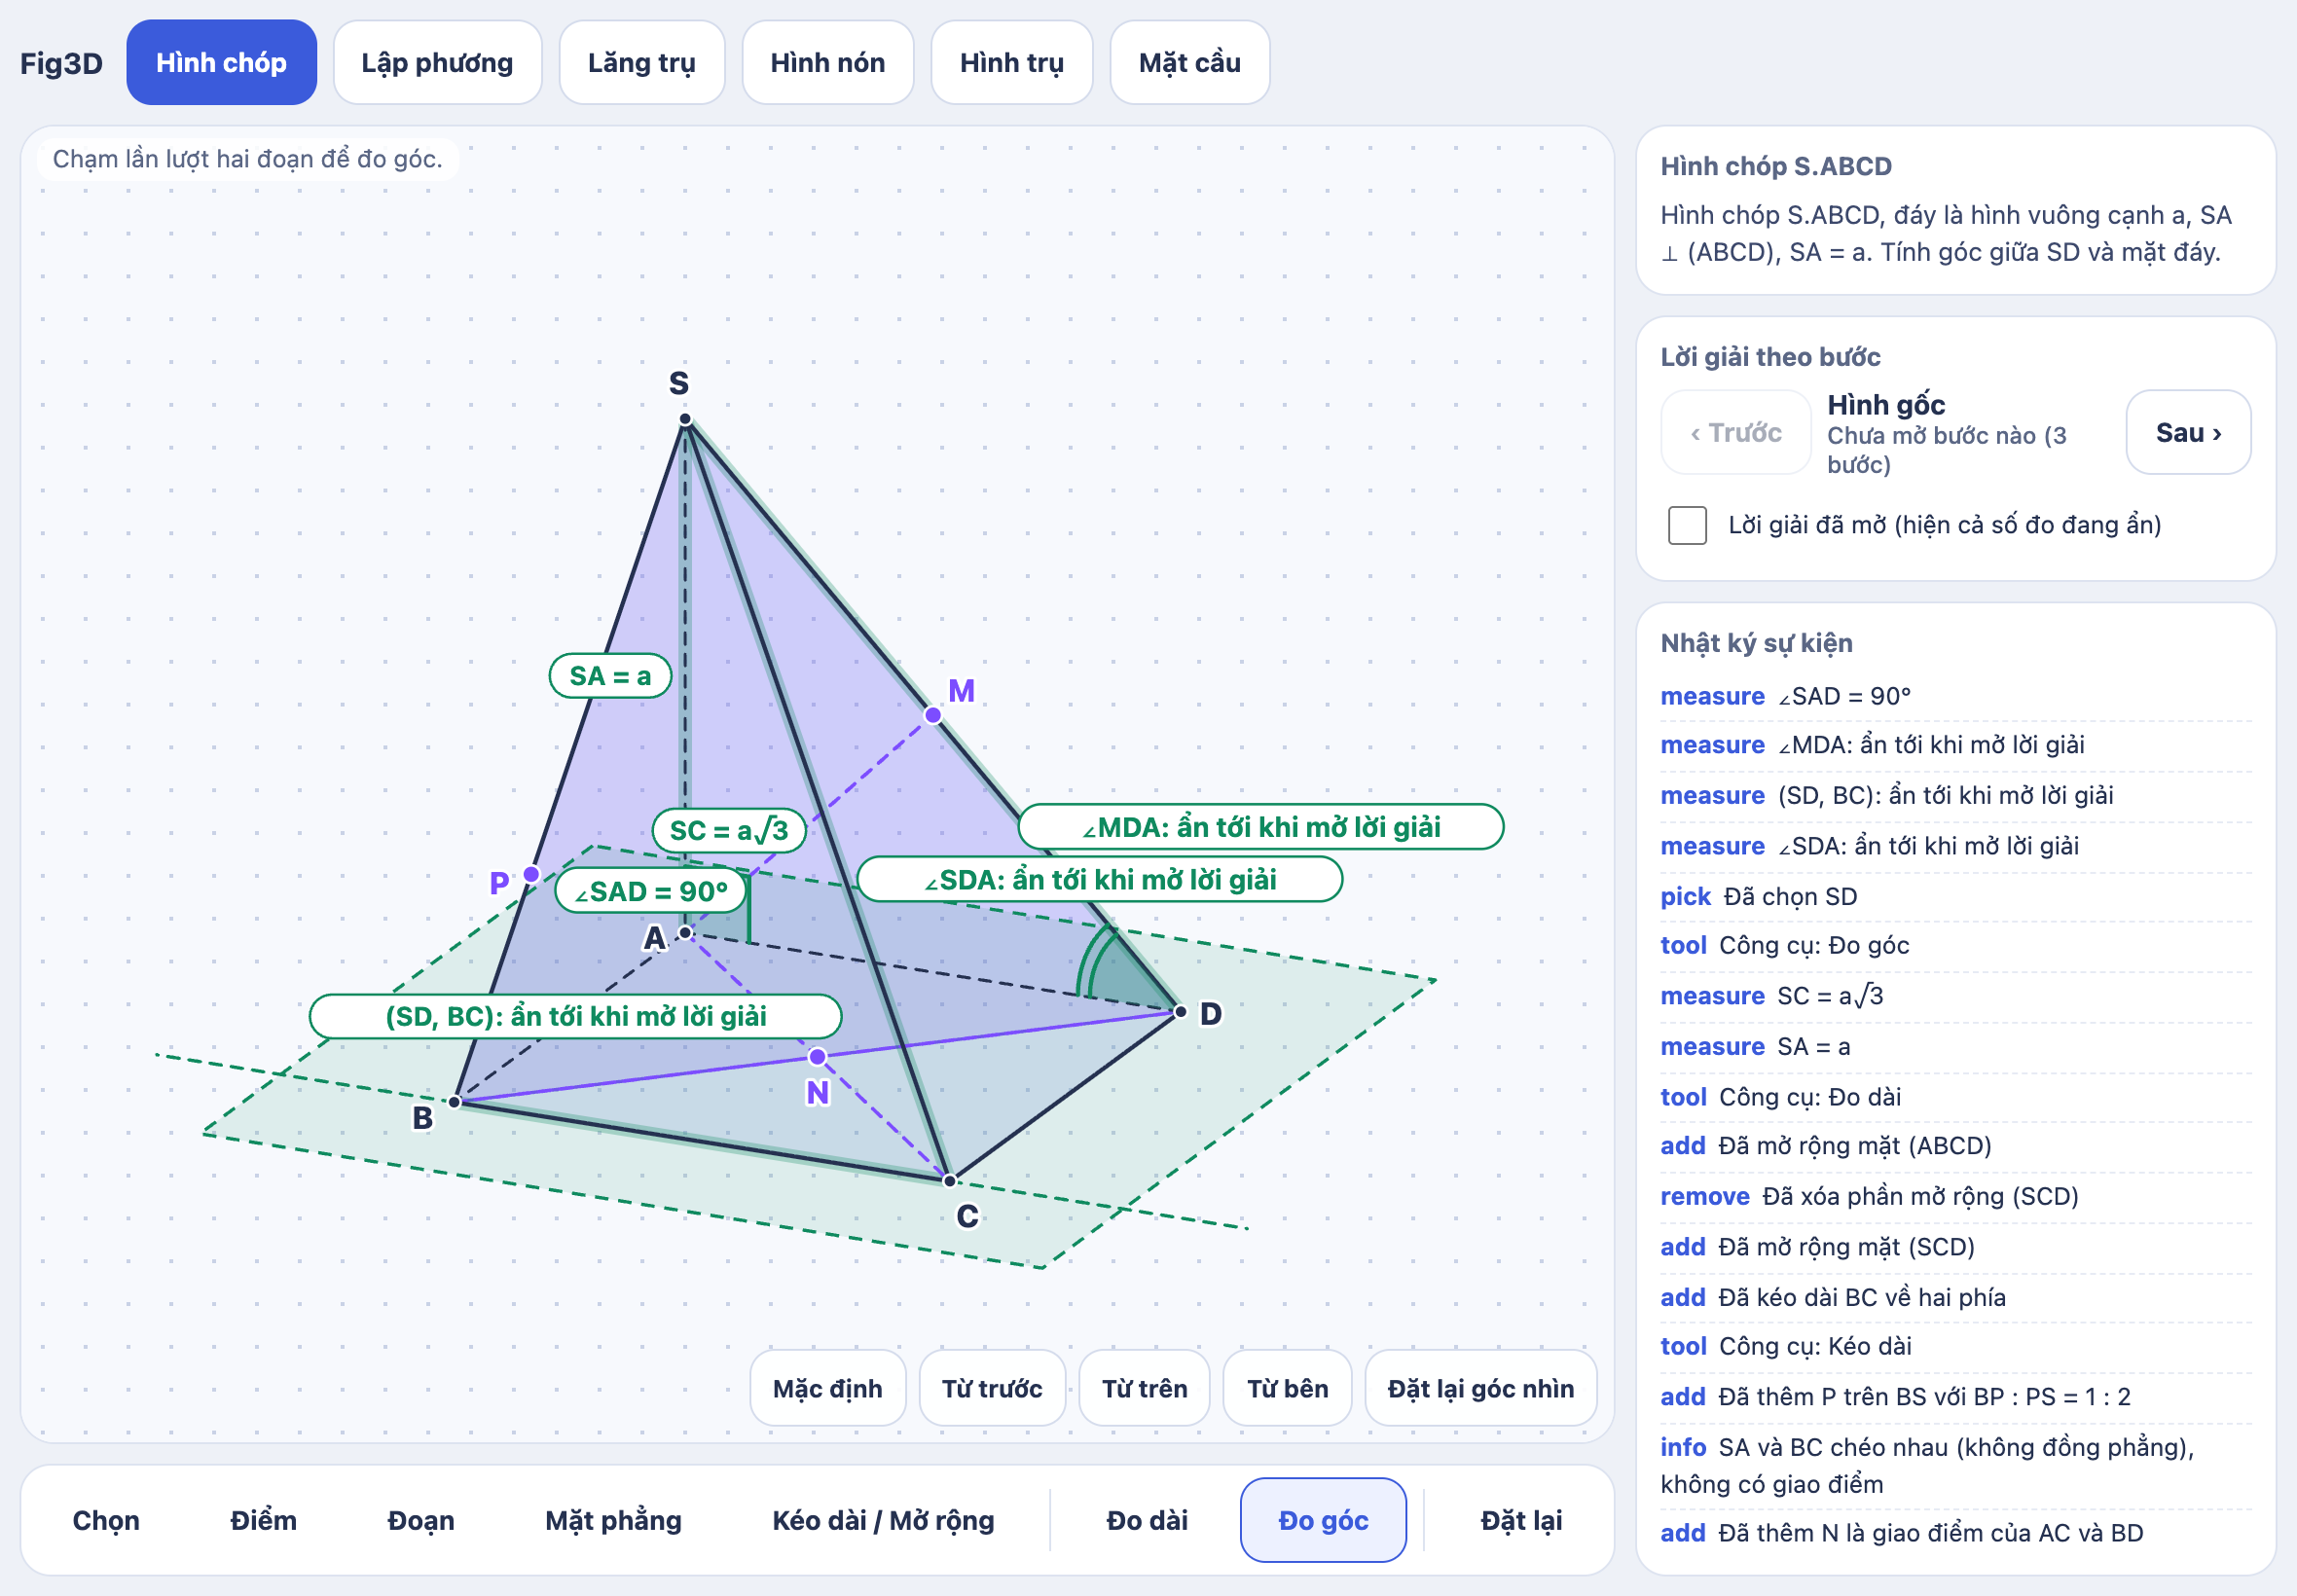 Fig3D
Hình chóp
Lập phương
Lăng trụ
Hình nón
Hình trụ
Mặt cầu
Chạm lần lượt hai đoạn để đo góc.
S
SA = a
M
SC = a√3
∠MDA: ẩn tới khi mở lời giải
P
∠SAD = 90°
∠SDA: ẩn tới khi mở lời giải
A
(SD, BC): ẩn tới khi mở lời giải
D
N
B
C
Mặc định
Từ trước
Từ trên
Từ bên
Đặt lại góc nhìn
Chọn
Điểm
Đoạn
Mặt phẳng
Kéo dài / Mở rộng
Đo dài
Đo góc
Đặt lại
Hình chóp S.ABCD
Hình chóp S.ABCD, đáy là hình vuông cạnh a, SA
⊥ (ABCD), SA = a. Tính góc giữa SD và mặt đáy.
Lời giải theo bước
‹ Trước
Hình gốc
Chưa mở bước nào (3
bước)
Sau ›
Lời giải đã mở (hiện cả số đo đang ẩn)
Nhật ký sự kiện
measure ∠SAD = 90°
measure ∠MDA: ẩn tới khi mở lời giải
measure (SD, BC): ẩn tới khi mở lời giải
measure ∠SDA: ẩn tới khi mở lời giải
pick Đã chọn SD
tool Công cụ: Đo góc
measure SC = a√3
measure SA = a
tool Công cụ: Đo dài
add Đã mở rộng mặt (ABCD)
remove Đã xóa phần mở rộng (SCD)
add Đã mở rộng mặt (SCD)
add Đã kéo dài BC về hai phía
tool Công cụ: Kéo dài
add Đã thêm P trên BS với BP : PS = 1 : 2
info SA và BC chéo nhau (không đồng phẳng),
không có giao điểm
add Đã thêm N là giao điểm của AC và BD